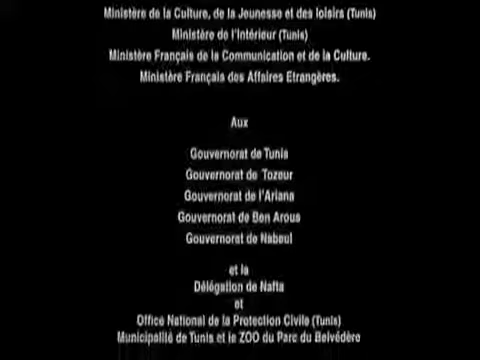 Ministère de la Culture, de la Jeunesse et des loisirs (Tunis)
Ministère de l'Intérieur (Tunis)
Ministère Français de la Communication et de la Culture.
Ministère Français des Affaires Etrangères.
Aux
Gouvernorat de Tunis
Gouvernorat de Tozeur
Gouvernorat de l'Ariana
Gouvernorat de Ben Arous
Gouvernorat de Nabeul
et la
Délégation de Nafta
et
Office National de la Protection Civile (Tunis)
Municipalité de Tunis et le ZOO du Parc du Belvédère